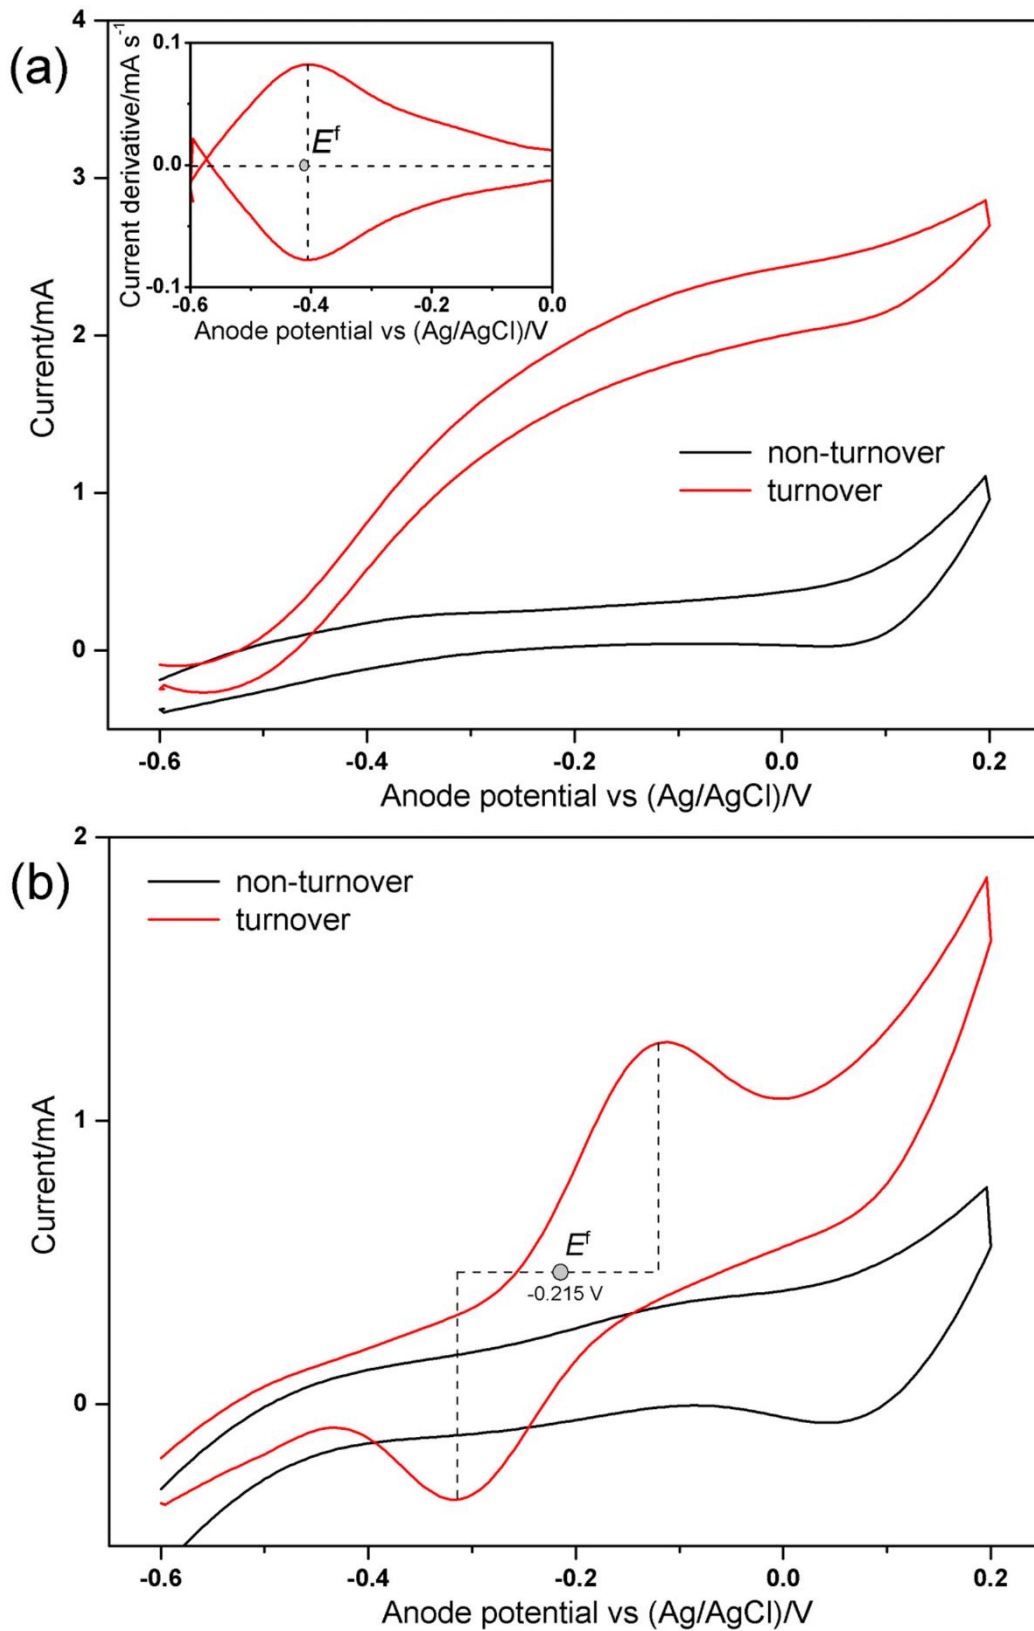 (a)
4
3
2
1
0
Current/mA
0.1
0.0
-0.1
Current derivative/mA s⁻¹
Eᶠ
-0.6 -0.4 -0.2 0.0
Anode potential vs (Ag/AgCl)/V
non-turnover
turnover
-0.6 -0.4 -0.2 0.0 0.2
Anode potential vs (Ag/AgCl)/V
(b)
2
1
0
Current/mA
non-turnover
turnover
Eᶠ
-0.215 V
-0.6 -0.4 -0.2 0.0 0.2
Anode potential vs (Ag/AgCl)/V